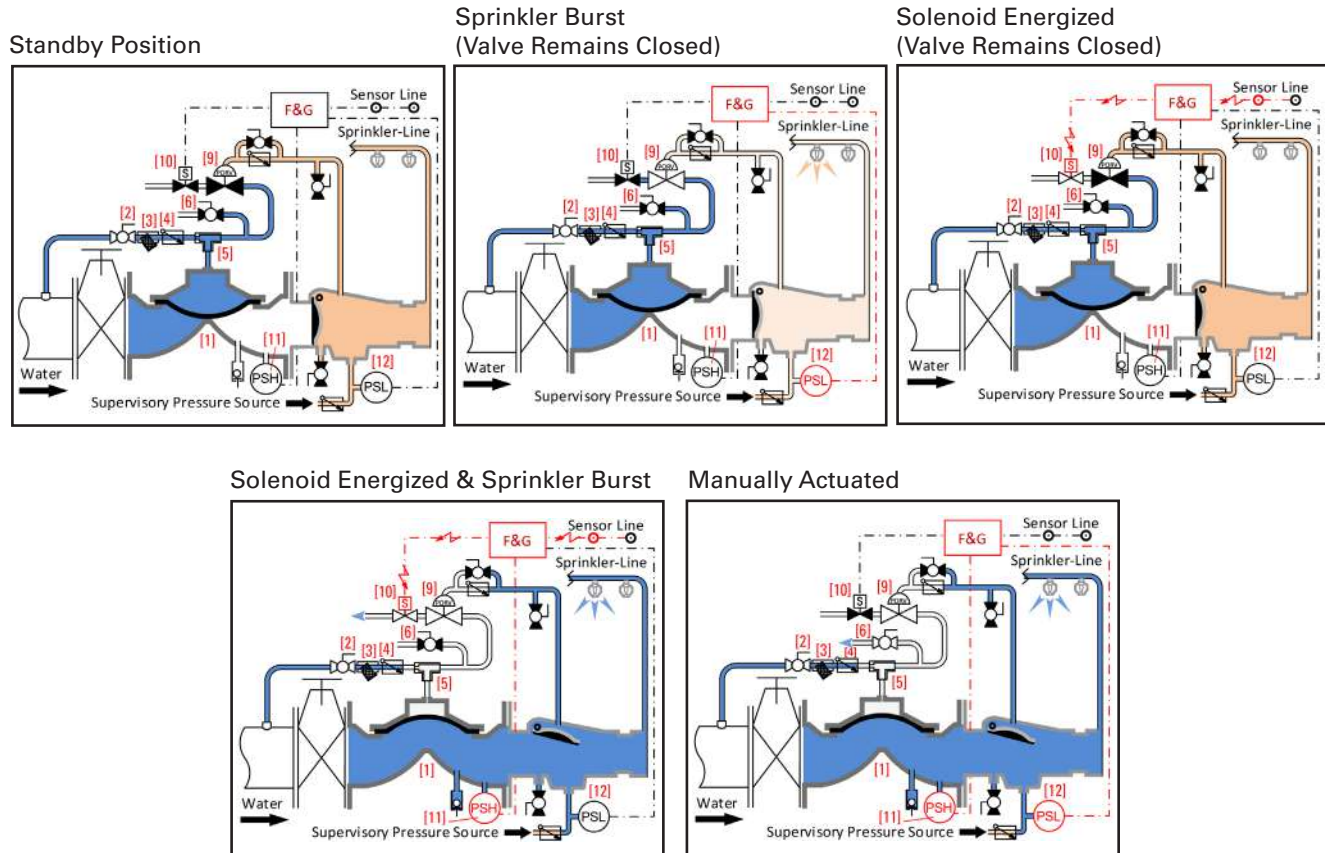 Standby Position
Sprinkler Burst
(Valve Remains Closed)
Solenoid Energized
(Valve Remains Closed)
F&G
Sensor Line
Sprinkler-Line
[10]
S
[9]
PORV
[6]
[2]
[3]
[4]
[5]
[1]
[11]
PSH
[12]
PSL
Water
Supervisory Pressure Source
F&G
Sensor Line
Sprinkler-Line
[10]
S
[9]
PORV
[6]
[2]
[3]
[4]
[5]
[1]
[11]
PSH
[12]
PSL
Water
Supervisory Pressure Source
F&G
Sensor Line
Sprinkler-Line
[10]
S
[9]
PORV
[6]
[2]
[3]
[4]
[5]
[1]
[11]
PSH
[12]
PSL
Water
Supervisory Pressure Source
Solenoid Energized & Sprinkler Burst
Manually Actuated
F&G
Sensor Line
Sprinkler-Line
[10]
S
[9]
PORV
[6]
[2]
[3]
[4]
[5]
[1]
[11]
PSH
[12]
PSL
Water
Supervisory Pressure Source
F&G
Sensor Line
Sprinkler-Line
[10]
S
[9]
PORV
[6]
[2]
[3]
[4]
[5]
[1]
[11]
PSH
[12]
PSL
Water
Supervisory Pressure Source